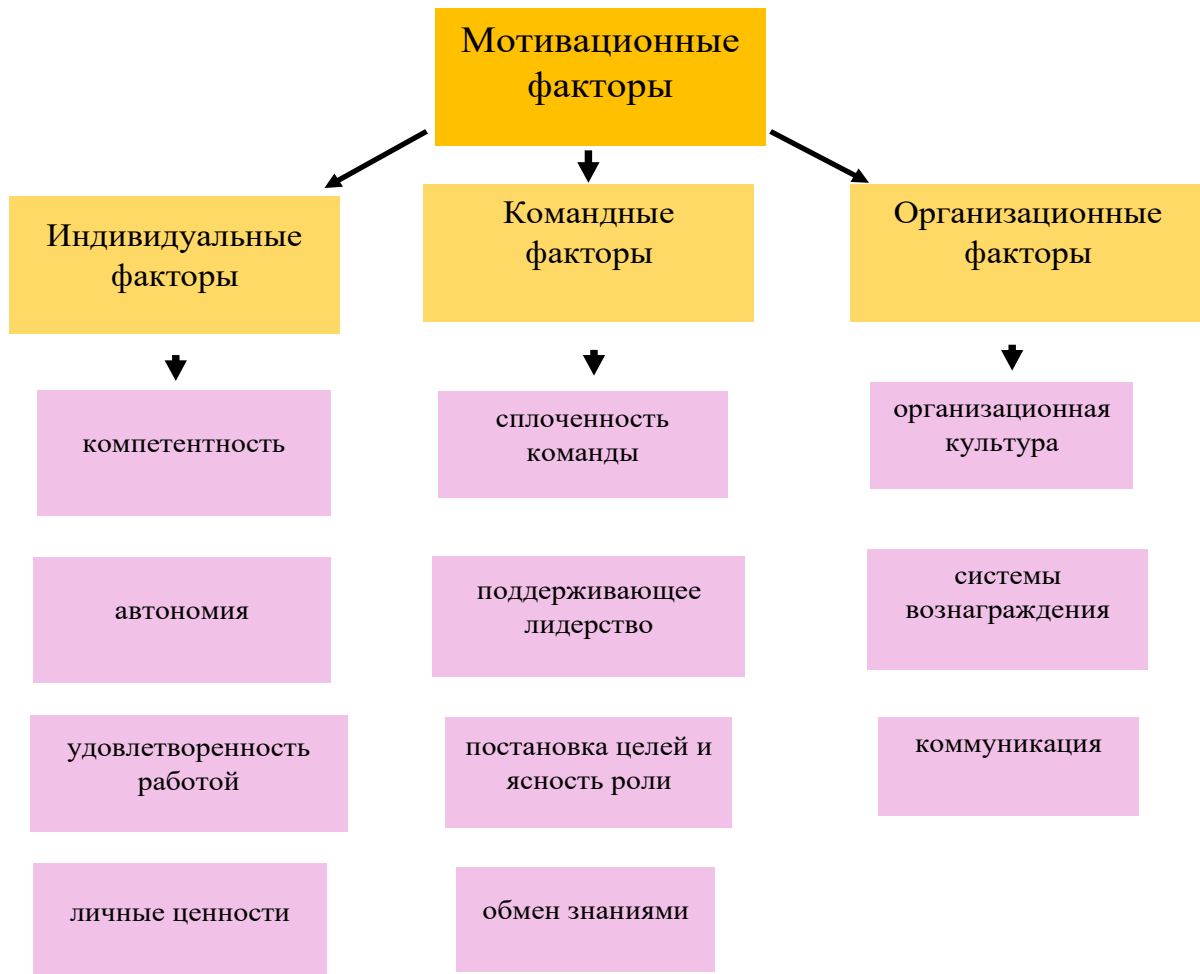 Мотивационные
факторы
Индивидуальные
факторы
Командные
факторы
Организационные
факторы
компетентность
сплоченность
команды
организационная
культура
автономия
поддерживающее
лидерство
системы
вознаграждения
удовлетворенность
работой
постановка целей и
ясность роли
коммуникация
личные ценности
обмен знаниями